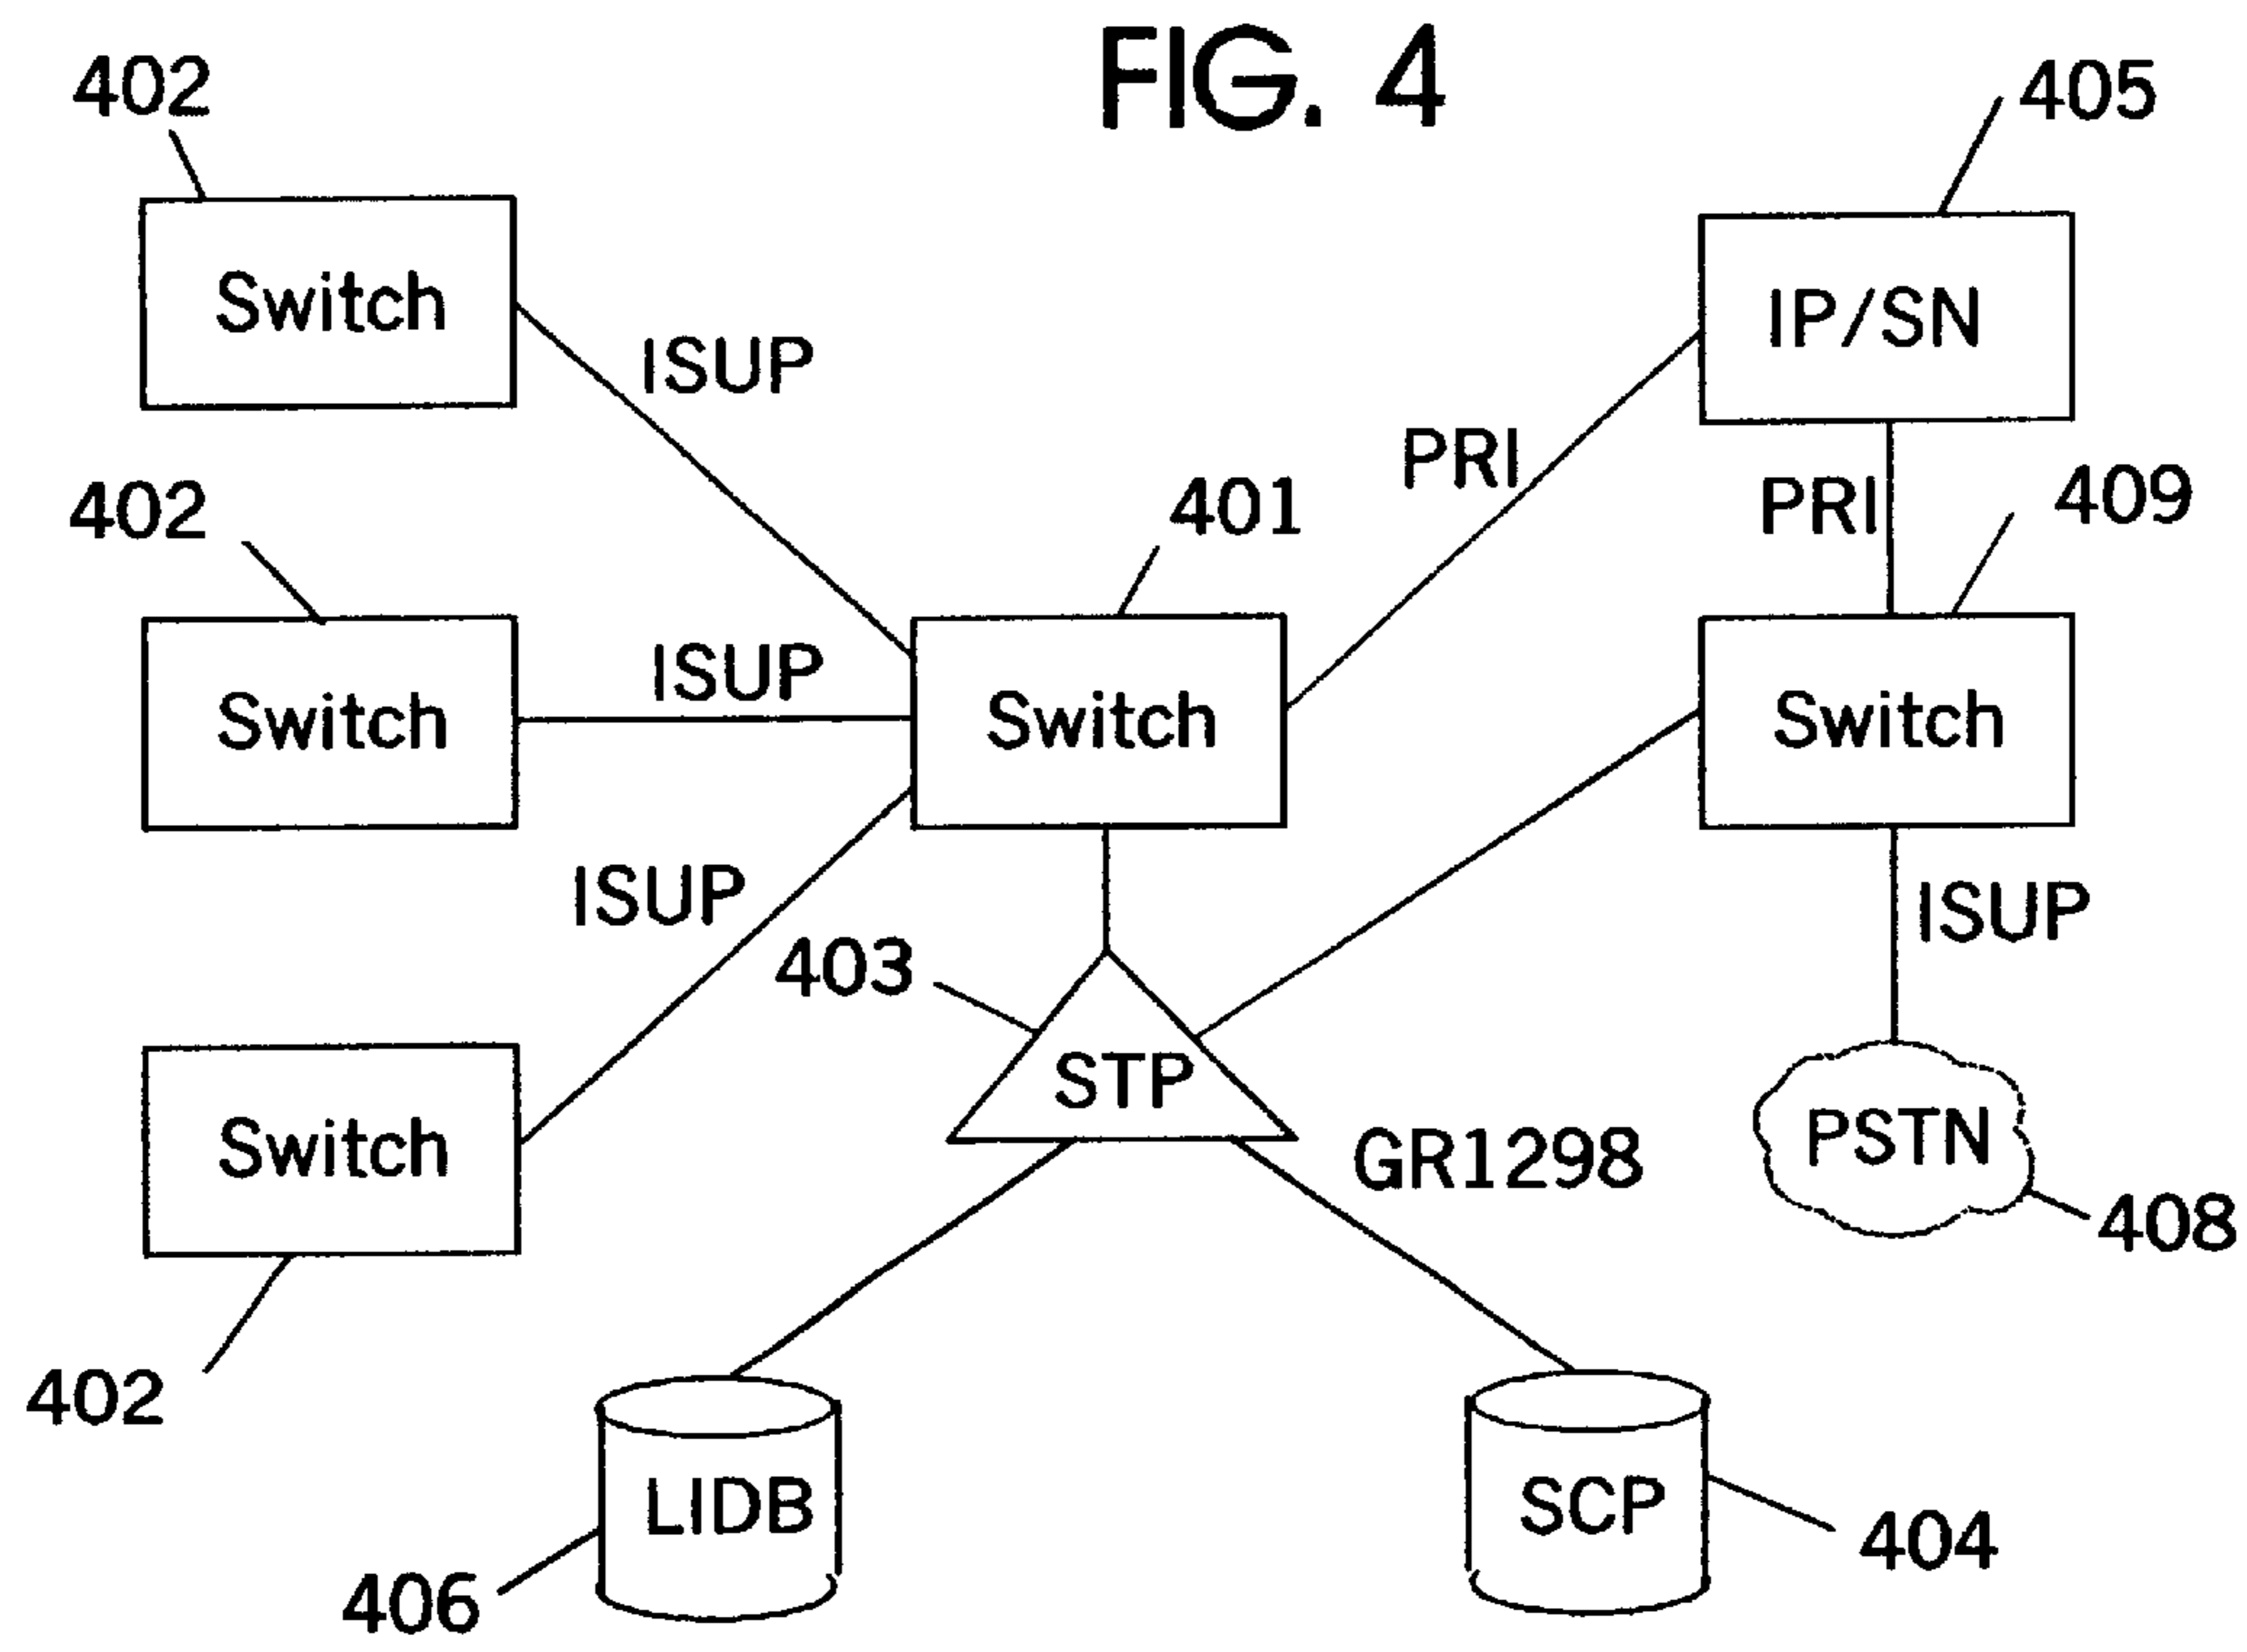 FIG. 4
402
405
Switch
IP/SN
ISUP
PRI
402
401
PRI
409
ISUP
Switch
Switch
Switch
ISUP
ISUP
403
STP
GR1298
PSTN
Switch
408
402
LIDB
SCP
406
404